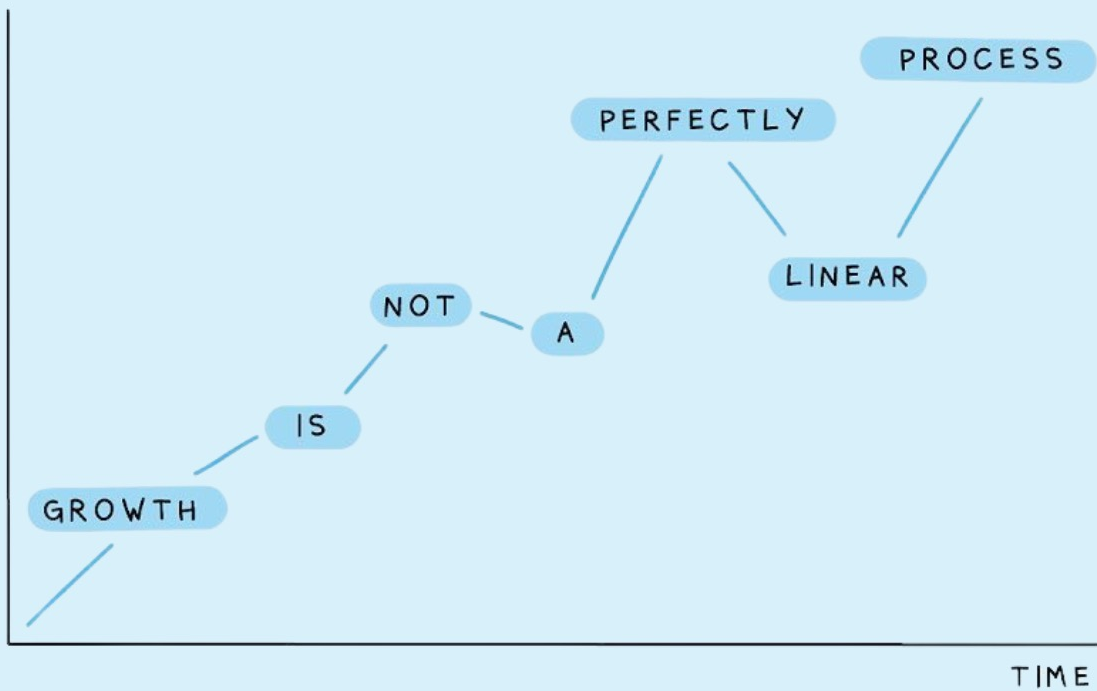 GROWTH
IS
NOT
A
PERFECTLY
LINEAR
PROCESS
TIME